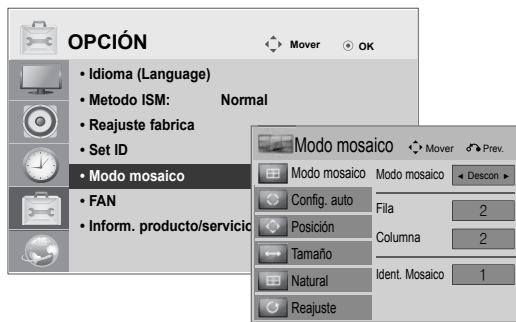 OPCIÓN Mover OK
• Idioma (Language)
• Metodo ISM: Normal
• Reajuste fabrica
• Set ID
• Modo mosaico
• FAN
• Inform. producto/servicio
Modo mosaico Mover Prev.
Modo mosaico Modo mosaico ◄ Descon ►
Config. auto Fila 2
Posición Columna 2
Tamaño
Natural Ident. Mosaico 1
Reajuste